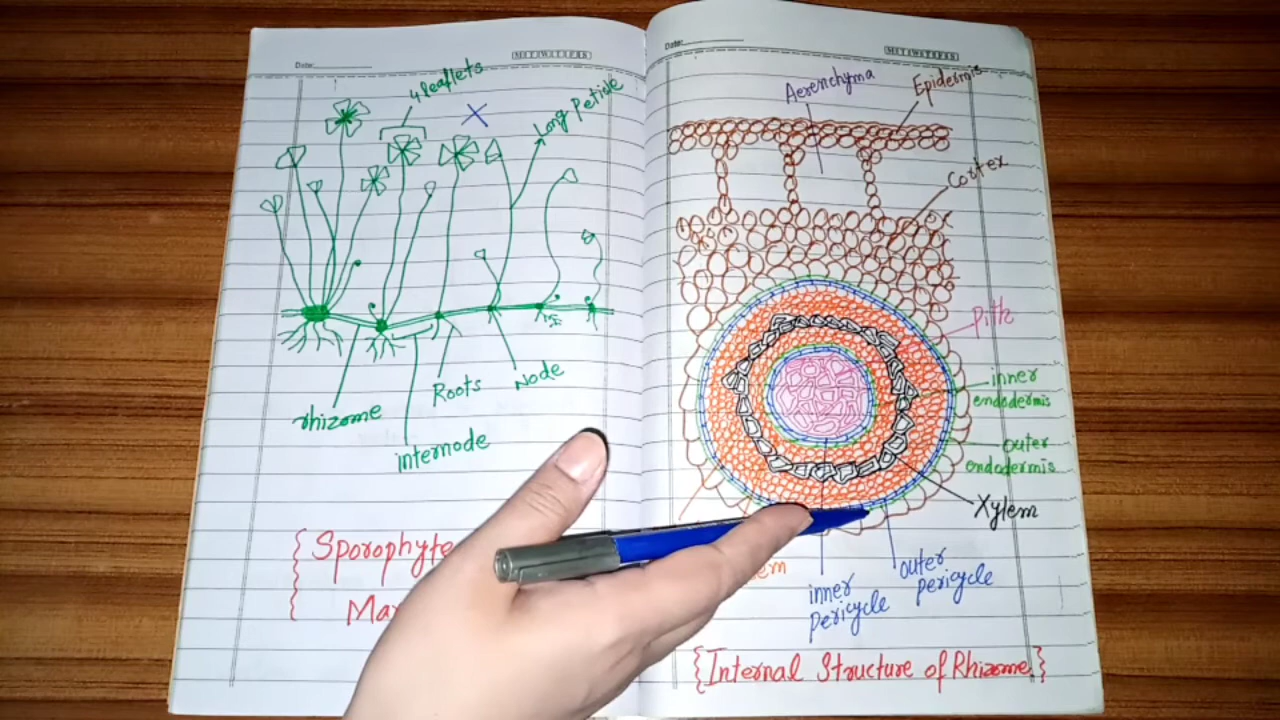 Date:
M T W T F S S
4 leaflets
Long Petiole
Roots
Node
rhizome
internode
Sporophyte
Mar
Date:
M T W T F S S
Aerenchyma
Epidermis
Cortex
Pith
inner
endodermis
outer
endodermis
Xylem
outer
pericycle
inner
Pericycle
Internal Structure of Rhizome